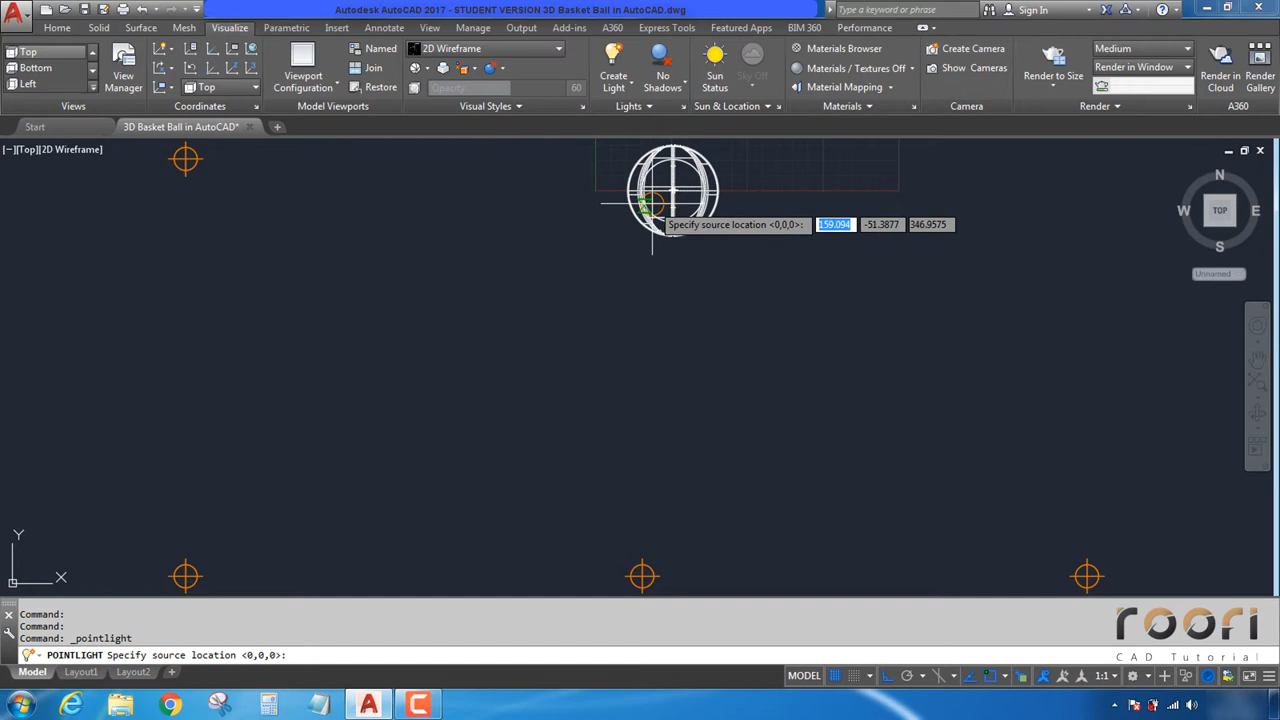 Autodesk AutoCAD 2017 - STUDENT VERSION 3D Basket Ball in AutoCAD.dwg
Type a keyword or phrase
Sign In
Home Solid Surface Mesh Visualize Parametric Insert Annotate View Manage Output Add-ins A360 Express Tools Featured Apps BIM 360 Performance
Top
Bottom
Left
View
Manager
Views
Top
Coordinates
Viewport
Configuration
Named
Join
Restore
Model Viewports
2D Wireframe
Opacity
60
Visual Styles
Create
Light
No
Shadows
Lights
Sun
Status
Sky Off
Sun & Location
Materials Browser
Materials / Textures Off
Material Mapping
Materials
Create Camera
Show Cameras
Camera
Render to Size
Medium
Render in Window
Render
Render in
Cloud
Render
Gallery
A360
Start
3D Basket Ball in AutoCAD*
[−][Top][2D Wireframe]
N
W
TOP
E
S
Unnamed
Specify source location <0,0,0>: 159.094 -51.3877 346.9575
Y
X
Command:
Command:
Command: _pointlight
POINTLIGHT Specify source location <0,0,0>:
roofi
CAD Tutorial
Model Layout1 Layout2 +
MODEL
1:1